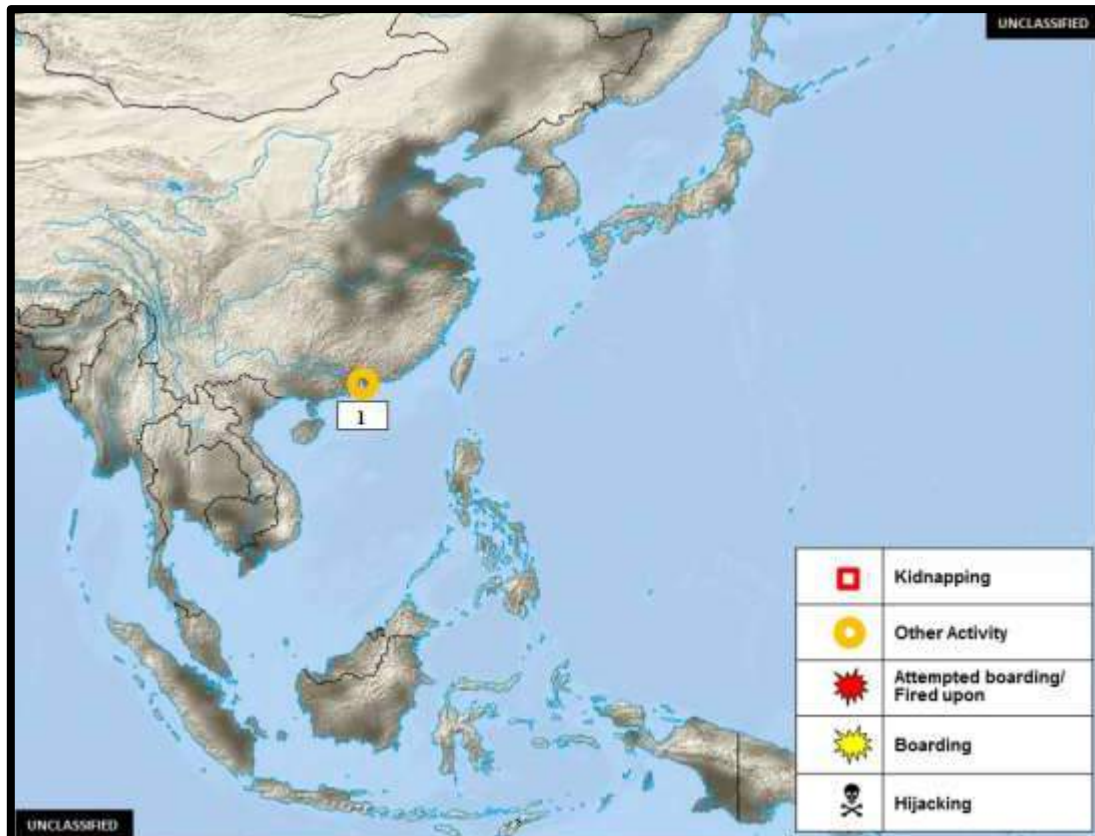 UNCLASSIFIED
1
Kidnapping
Other Activity
Attempted boarding/
Fired upon
Boarding
Hijacking
UNCLASSIFIED